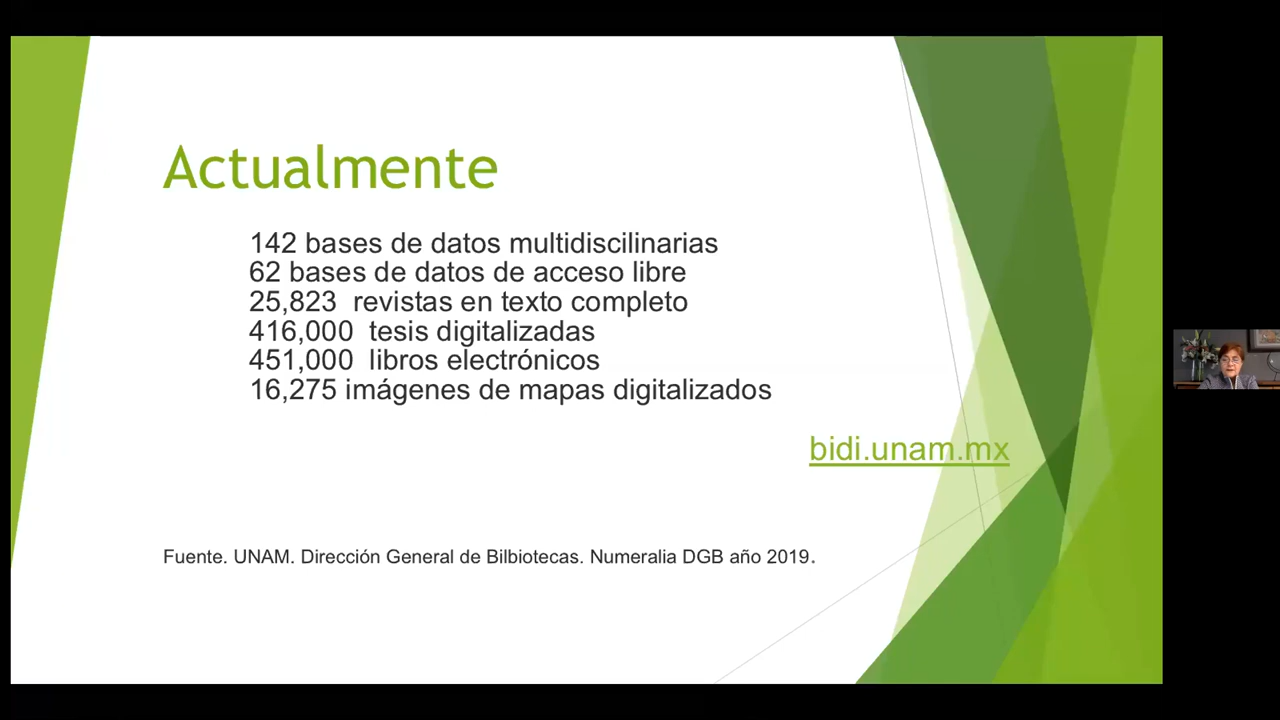 Actualmente
142 bases de datos multidiscilinarias
62 bases de datos de acceso libre
25,823 revistas en texto completo
416,000 tesis digitalizadas
451,000 libros electrónicos
16,275 imágenes de mapas digitalizados
bidi.unam.mx
Fuente. UNAM. Dirección General de Bilbiotecas. Numeralia DGB año 2019.